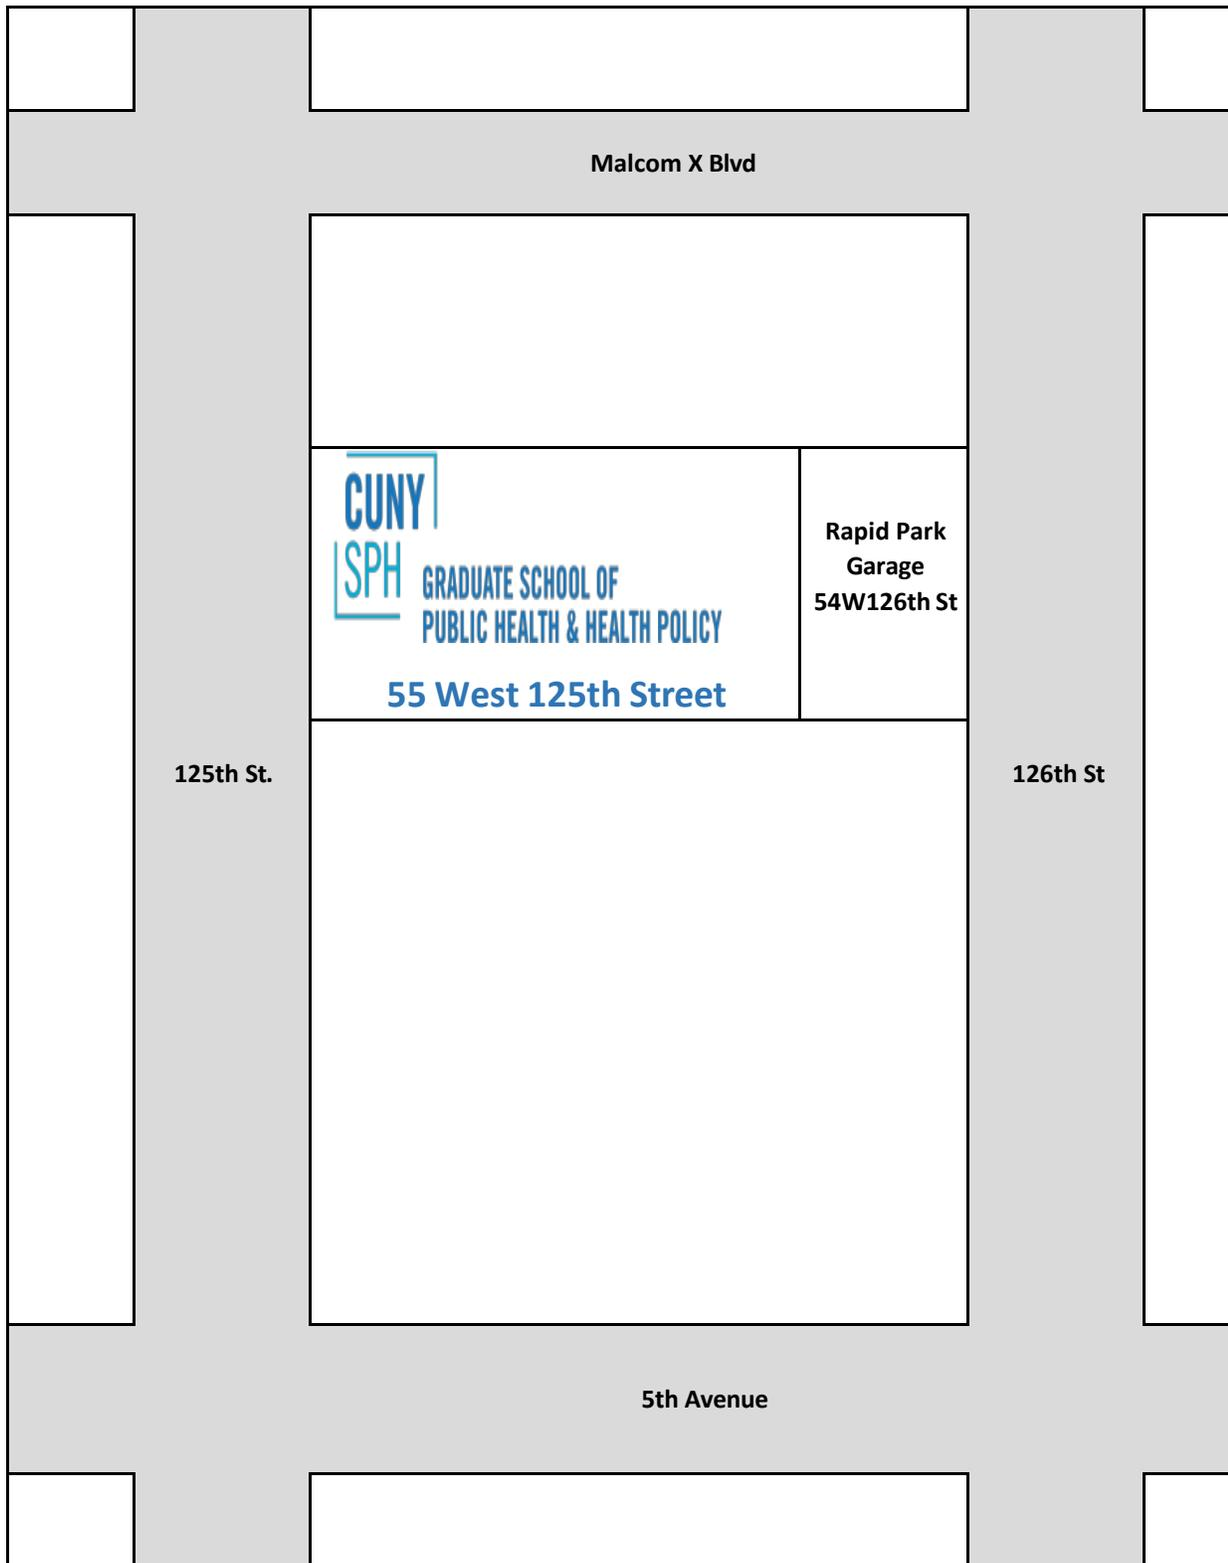 Malcom X Blvd
CUNY
SPH
GRADUATE SCHOOL OF
PUBLIC HEALTH & HEALTH POLICY
55 West 125th Street
Rapid Park
Garage
54W126th St
125th St.
126th St
5th Avenue